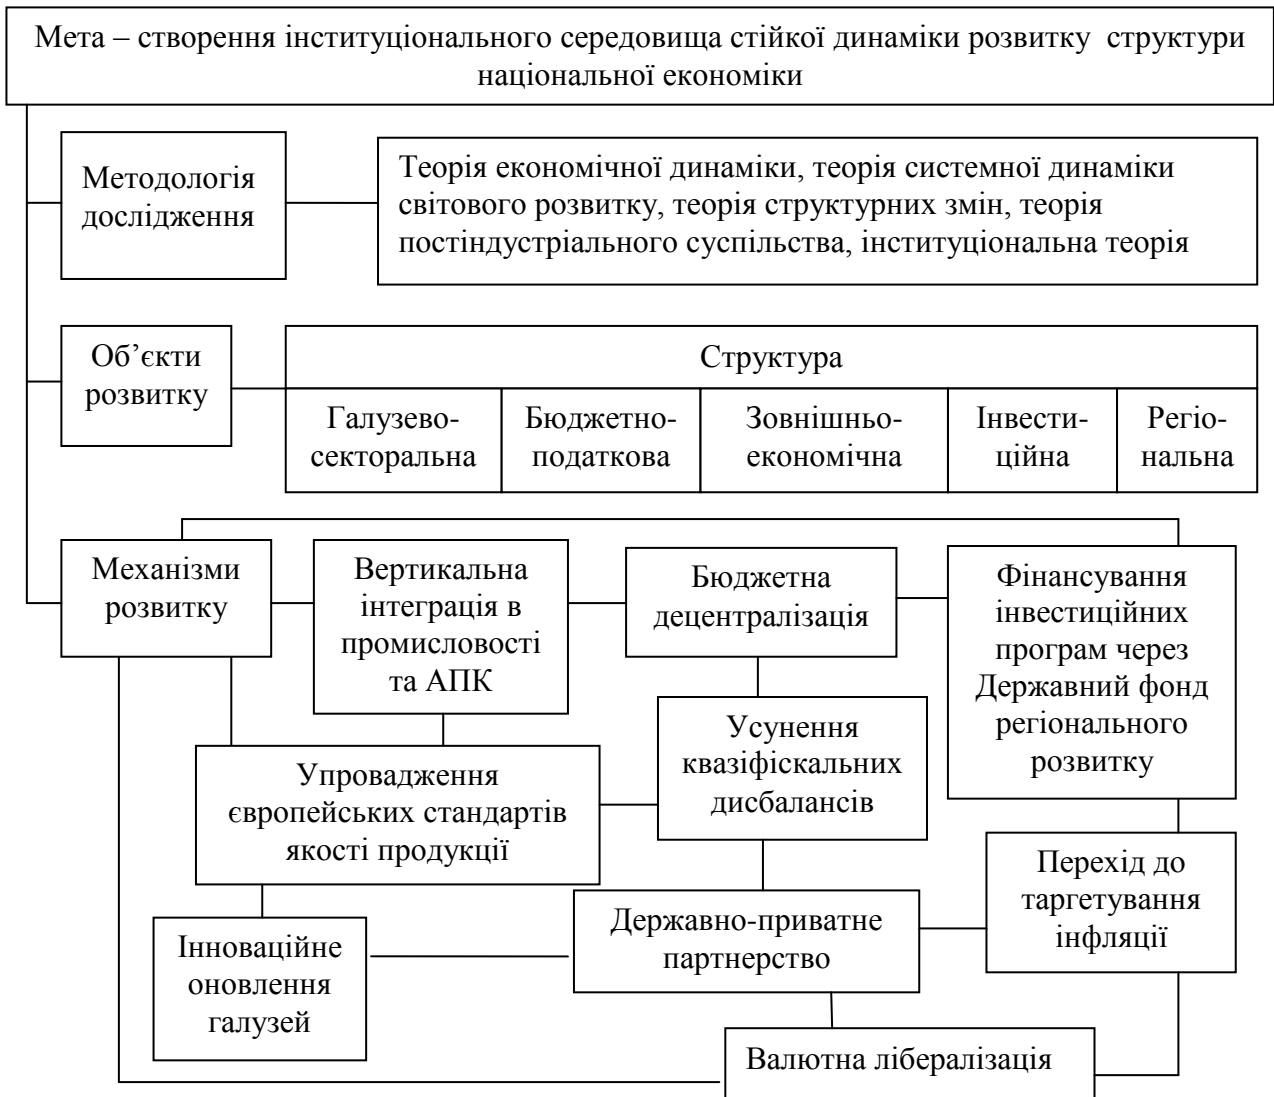 Мета – створення інституціонального середовища стійкої динаміки розвитку структури
національної економіки
Методологія
дослідження
Теорія економічної динаміки, теорія системної динаміки
світового розвитку, теорія структурних змін, теорія
постіндустріального суспільства, інституціональна теорія
Об’єкти
розвитку
Структура
Галузево-
секторальна
Бюджетно-
податкова
Зовнішньо-
економічна
Інвести-
ційна
Регіо-
нальна
Механізми
розвитку
Вертикальна
інтеграція в
промисловості
та АПК
Бюджетна
децентралізація
Фінансування
інвестиційних
програм через
Державний фонд
регіонального
розвитку
Упровадження
європейських стандартів
якості продукції
Усунення
квазіфіскальних
дисбалансів
Перехід до
таргетування
інфляції
Інноваційне
оновлення
галузей
Державно-приватне
партнерство
Валютна лібералізація